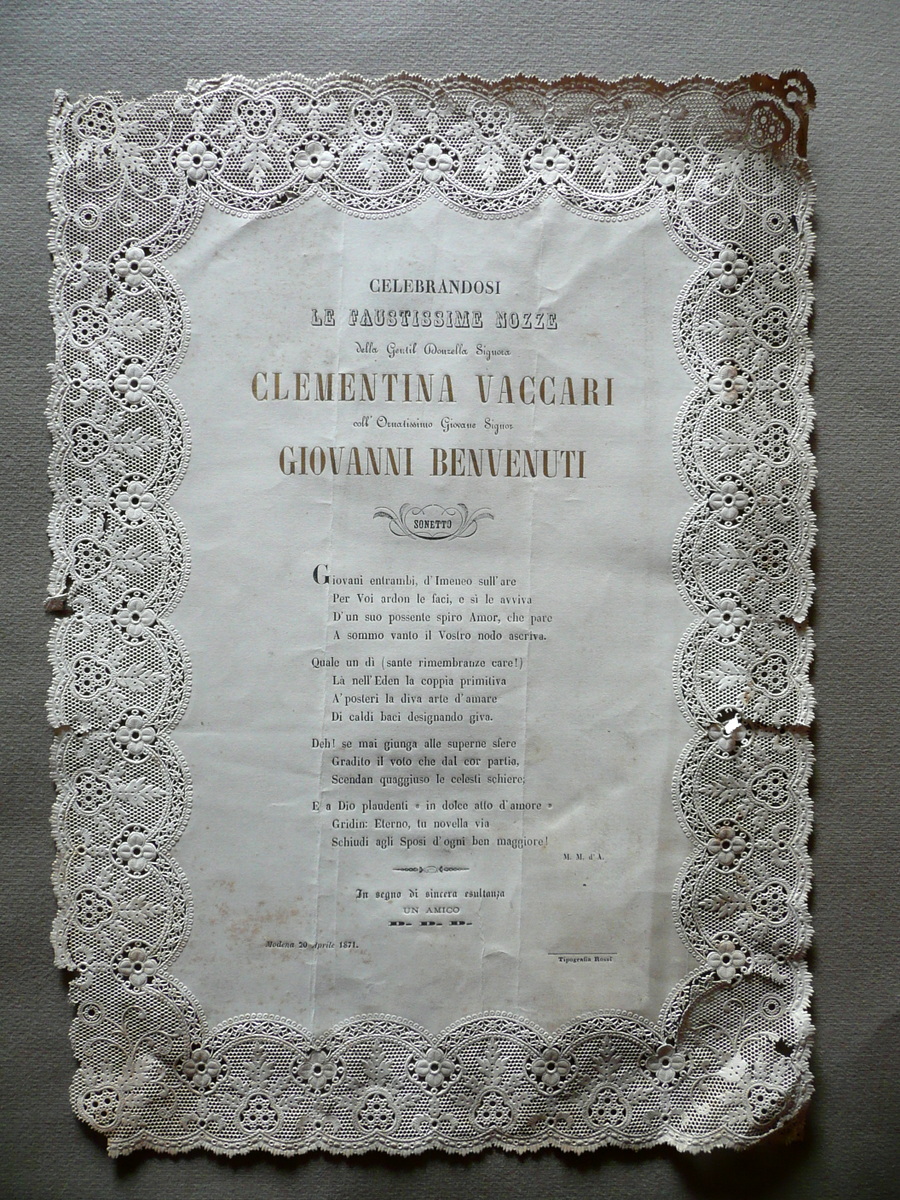 CELEBRANDOSI
LE FAUSTISSIME NOZZE
della Gentil Donzella Signora
CLEMENTINA VACCARI
coll' Ornatissimo Giovane Signor
GIOVANNI BENVENUTI
SONETTO
Giovani entrambi, d'Imeneo sull'are
Per Voi ardon le faci, e sì le avviva
D'un suo possente spiro Amor, che pare
A sommo vanto il Vostro nodo ascriva.
Quale un dì (sante rimembranze care!)
Là nell'Eden la coppia primitiva
A' posteri la diva arte d'amare
Di caldi baci designando giva.
Deh! se mai giunga alle superne sfere
Gradito il voto che dal cor partia,
Scendan quaggiuso le celesti schiere;
E a Dio plaudenti « in dolce atto d'amore »
Gridin: Eterno, tu novella via
Schiudi agli Sposi d'ogni ben maggiore!
M. M. d'A.
In segno di sincera esultanza
UN AMICO
D. D. D.
Modena 20 Aprile 1871.
Tipografia Rossi